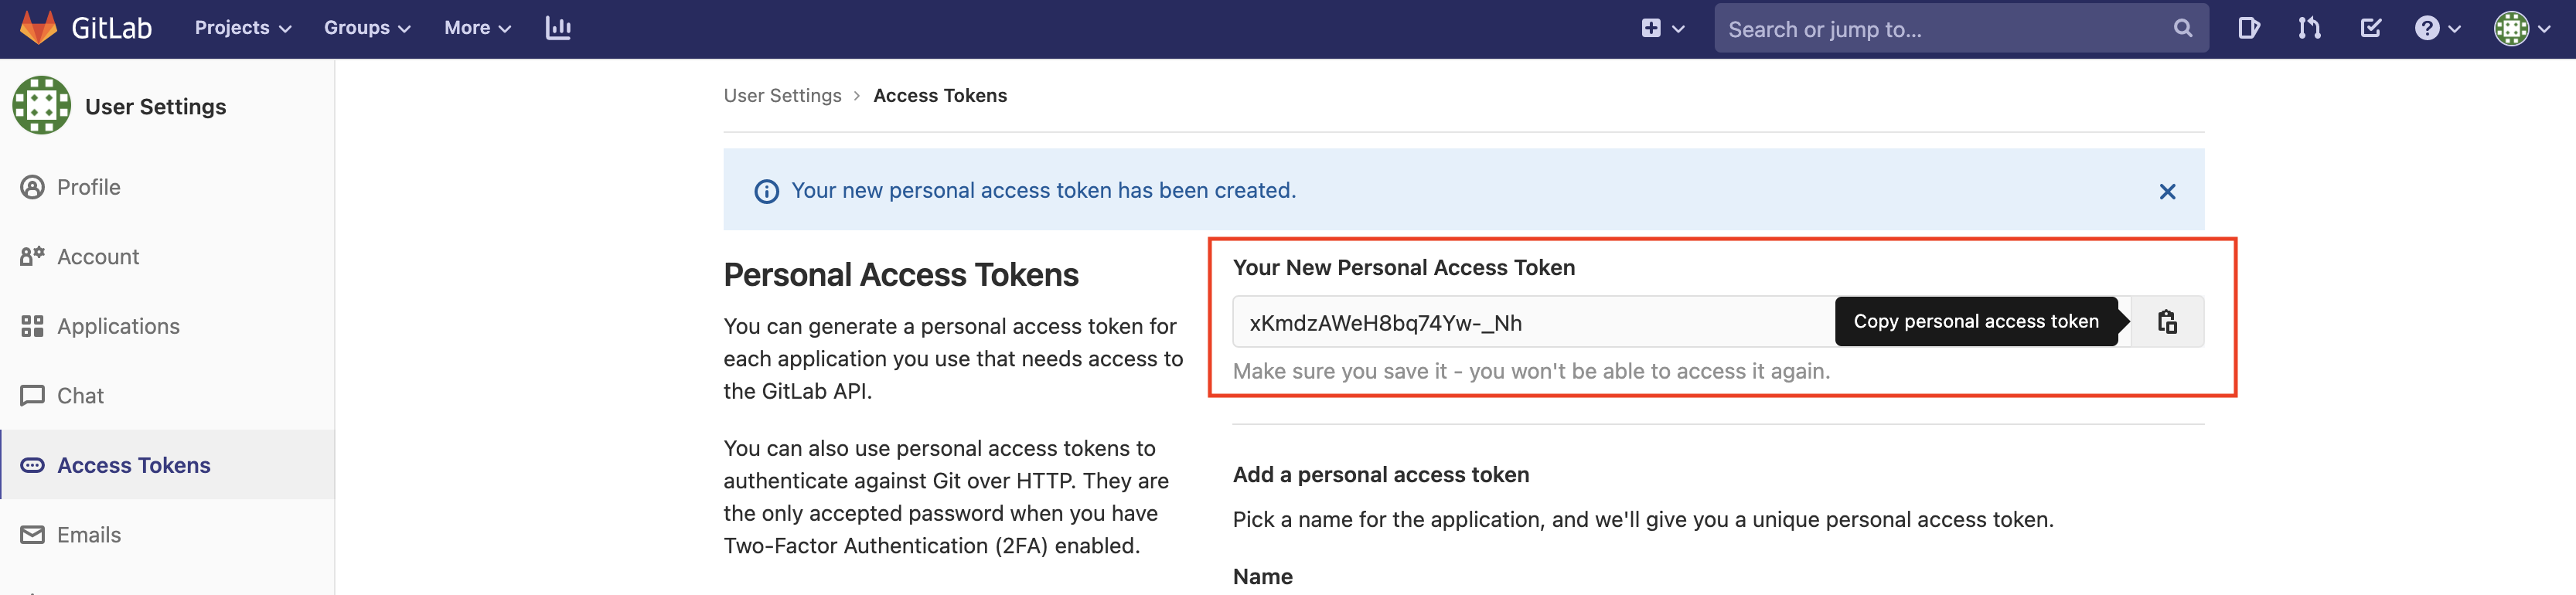 GitLab
Projects
Groups
More
Search or jump to...
User Settings
Profile
Account
Applications
Chat
Access Tokens
Emails
User Settings › Access Tokens
Your new personal access token has been created.
Personal Access Tokens
You can generate a personal access token for
each application you use that needs access to
the GitLab API.
You can also use personal access tokens to
authenticate against Git over HTTP. They are
the only accepted password when you have
Two-Factor Authentication (2FA) enabled.
Your New Personal Access Token
xKmdzAWeH8bq74Yw-_Nh
Copy personal access token
Make sure you save it - you won't be able to access it again.
Add a personal access token
Pick a name for the application, and we'll give you a unique personal access token.
Name